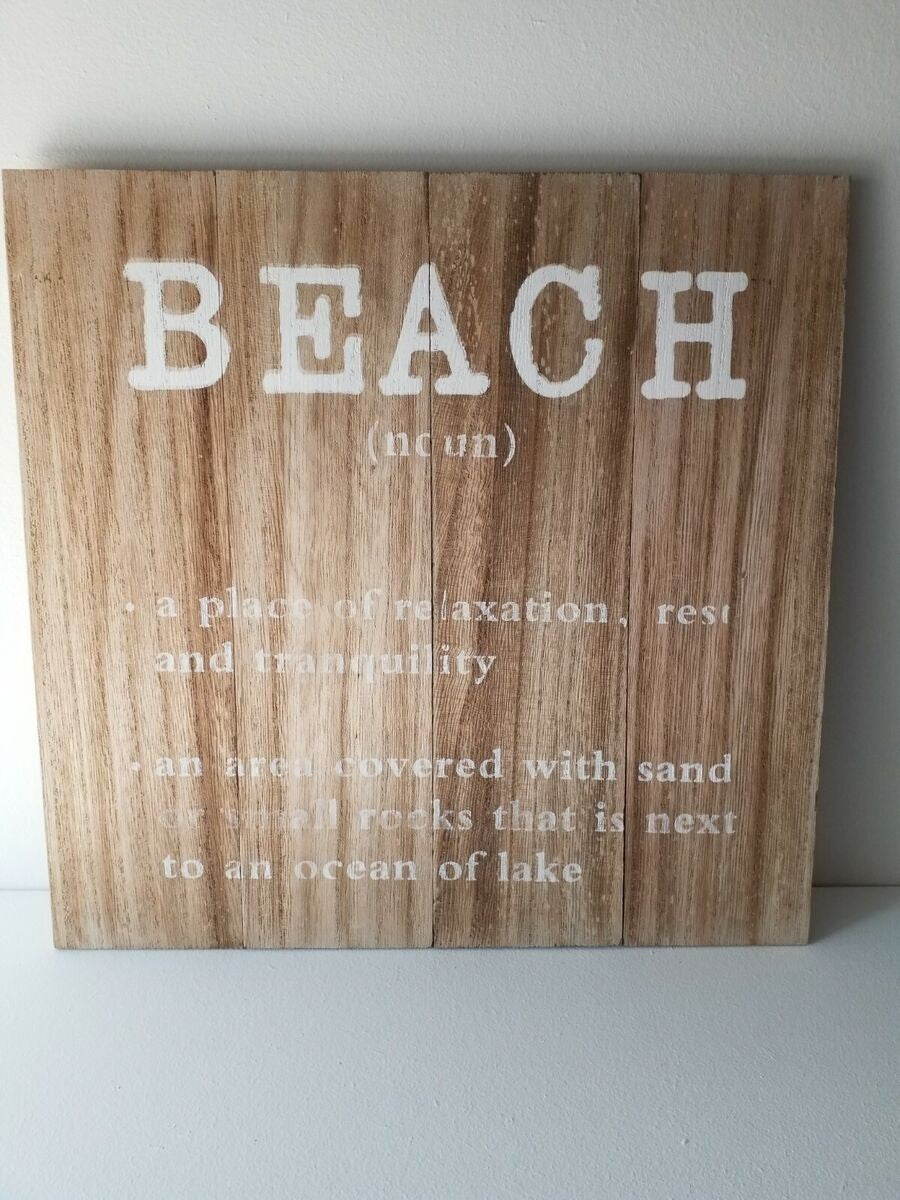 BEACH
(noun)
• a place of relaxation, rest
and tranquility
• an area covered with sand
or small rocks that is next
to an ocean of lake